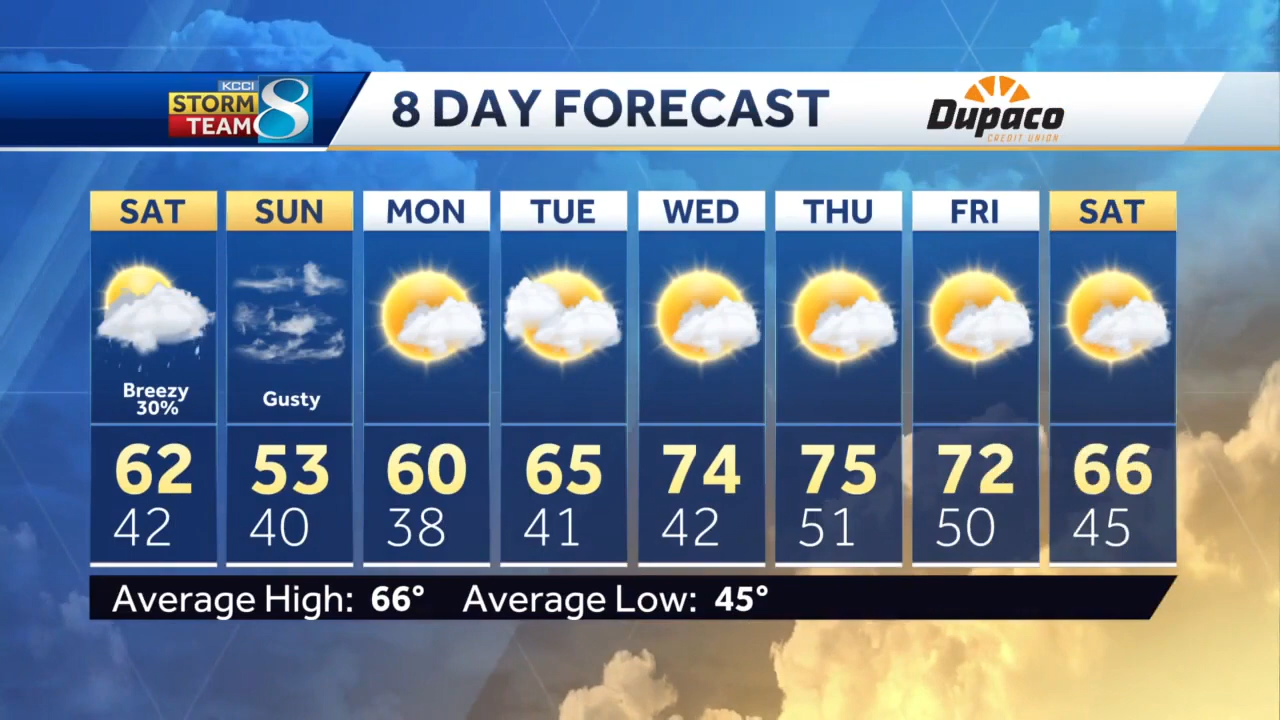 KCCI
STORM
TEAM 8
8 DAY FORECAST
Dupaco
CREDIT UNION
SAT SUN MON TUE WED THU FRI SAT
Breezy
30%
Gusty
62 53 60 65 74 75 72 66
42 40 38 41 42 51 50 45
Average High: 66° Average Low: 45°